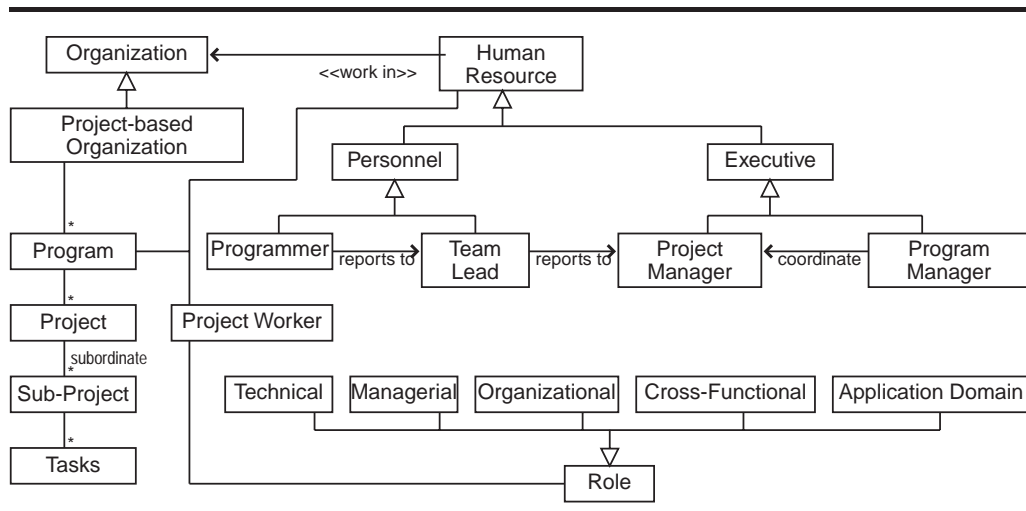 Organization
Human
Resource
<<work in>>
Project-based
Organization
Personnel
Executive
*
Program
Programmer
reports to
Team
Lead
reports to
Project
Manager
coordinate
Program
Manager
*
Project
Project Worker
subordinate
*
Sub-Project
Technical
Managerial
Organizational
Cross-Functional
Application Domain
*
Tasks
Role